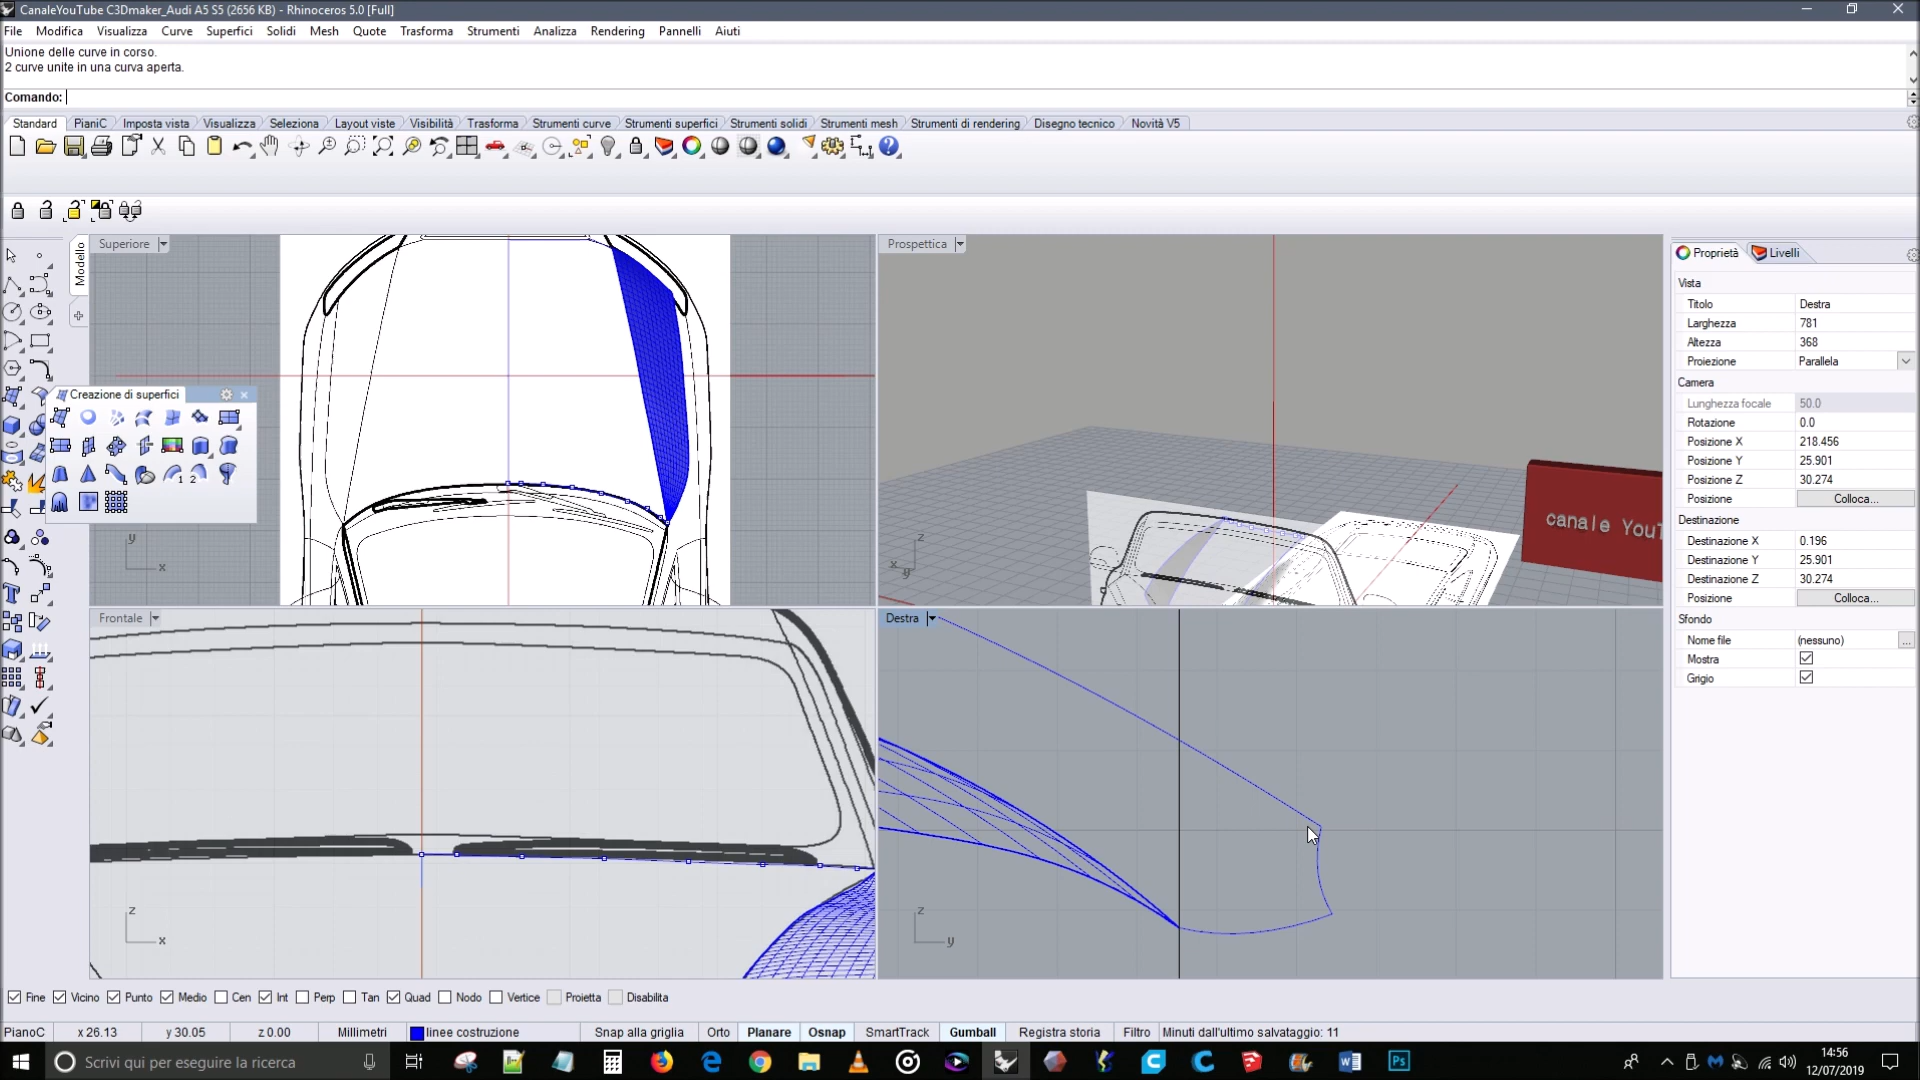 CanaleYouTube C3Dmaker_Audi A5 S5 (2656 KB) - Rhinoceros 5.0 [Full]
File Modifica Visualizza Curve Superfici Solidi Mesh Quote Trasforma Strumenti Analizza Rendering Pannelli Aiuti
Unione delle curve in corso.
2 curve unite in una curva aperta.
Comando:
Standard PianiC Imposta vista Visualizza Seleziona Layout viste Visibilità Trasforma Strumenti curve Strumenti superfici Strumenti solidi Strumenti mesh Strumenti di rendering Disegno tecnico Novità V5
Modello
Superiore
Prospettica
Proprietà Livelli
Vista
Titolo Destra
Larghezza 781
Altezza 368
Proiezione Parallela
Camera
Lunghezza focale 50.0
Rotazione 0.0
Posizione X 218.456
Posizione Y 25.901
Posizione Z 30.274
Posizione Colloca...
Destinazione
Destinazione X 0.196
Destinazione Y 25.901
Destinazione Z 30.274
Posizione Colloca...
Sfondo
Nome file (nessuno) ...
Mostra
Grigio
Creazione di superfici
1 2
canale YouT
y
x
z
x
y
Frontale
Destra
z
x
z
y
Fine Vicino Punto Medio Cen Int Perp Tan Quad Nodo Vertice Proietta Disabilita
PianoC x 26.13 y 30.05 z 0.00 Millimetri linee costruzione Snap alla griglia Orto Planare Osnap SmartTrack Gumball Registra storia Filtro Minuti dall'ultimo salvataggio: 11
Scrivi qui per eseguire la ricerca
Ps
14:56
12/07/2019